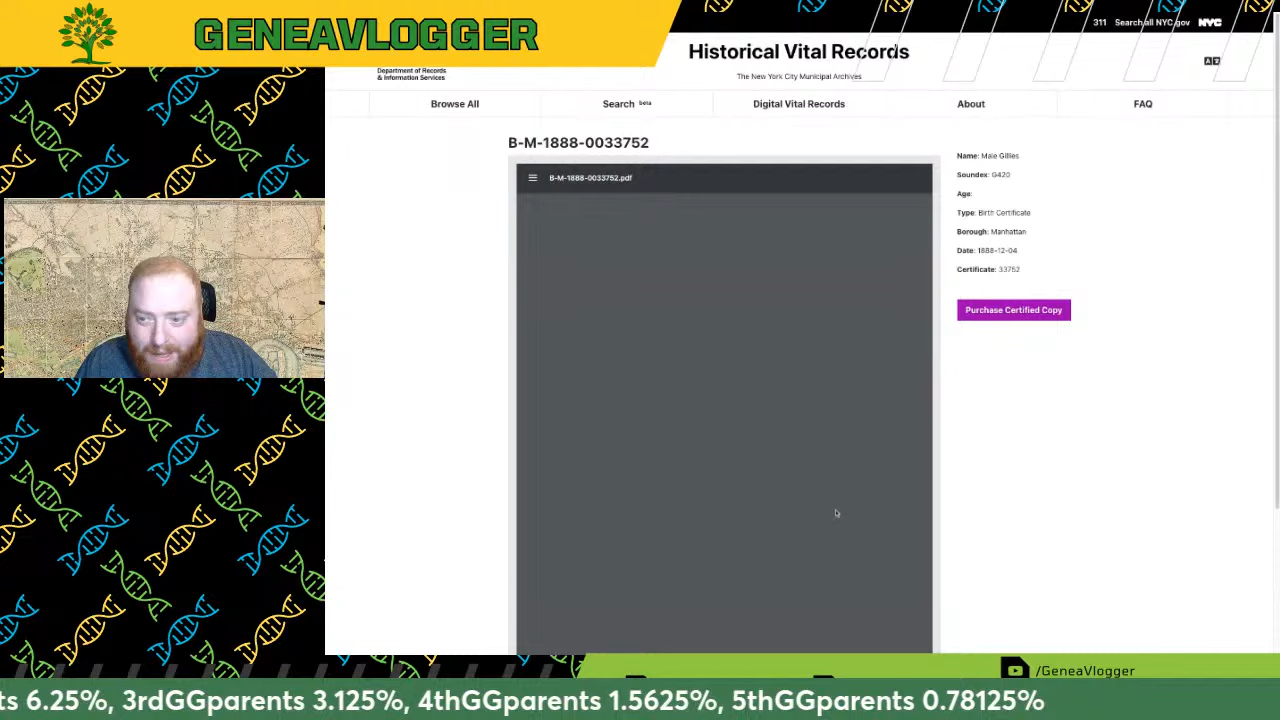 GENEAVLOGGER
311 Search all NYC.gov NYC
Historical Vital Records
Department of Records
& Information Services
The New York City Municipal Archives
Browse All
Search beta
Digital Vital Records
About
FAQ
B-M-1888-0033752
B-M-1888-0033752.pdf
Name: Male Gillies
Soundex: G420
Age:
Type: Birth Certificate
Borough: Manhattan
Date: 1888-12-04
Certificate: 33752
Purchase Certified Copy
/GeneaVlogger
ts 6.25%, 3rdGGparents 3.125%, 4thGGparents 1.5625%, 5thGGparents 0.78125%